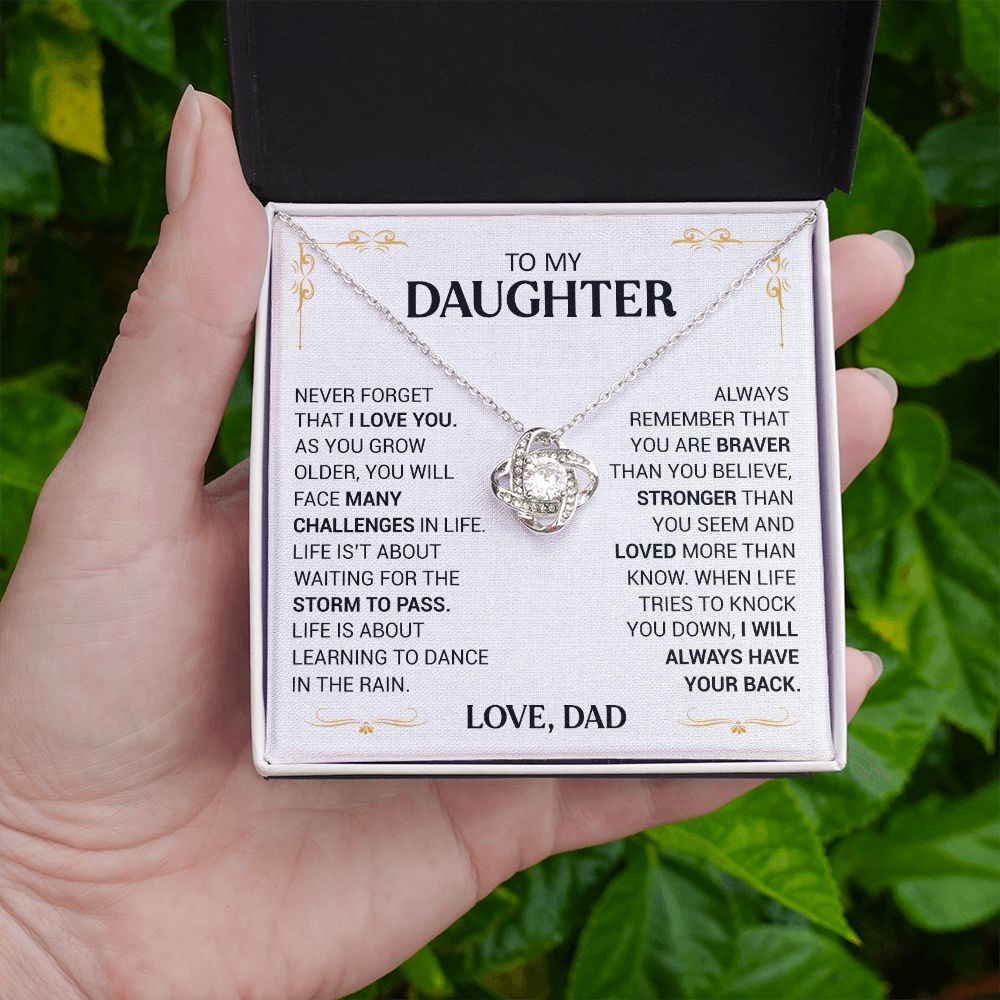 TO MY
DAUGHTER
NEVER FORGET
THAT I LOVE YOU.
AS YOU GROW
OLDER, YOU WILL
FACE MANY
CHALLENGES IN LIFE.
LIFE IS'T ABOUT
WAITING FOR THE
STORM TO PASS.
LIFE IS ABOUT
LEARNING TO DANCE
IN THE RAIN.
ALWAYS
REMEMBER THAT
YOU ARE BRAVER
THAN YOU BELIEVE,
STRONGER THAN
YOU SEEM AND
LOVED MORE THAN
KNOW. WHEN LIFE
TRIES TO KNOCK
YOU DOWN, I WILL
ALWAYS HAVE
YOUR BACK.
LOVE, DAD